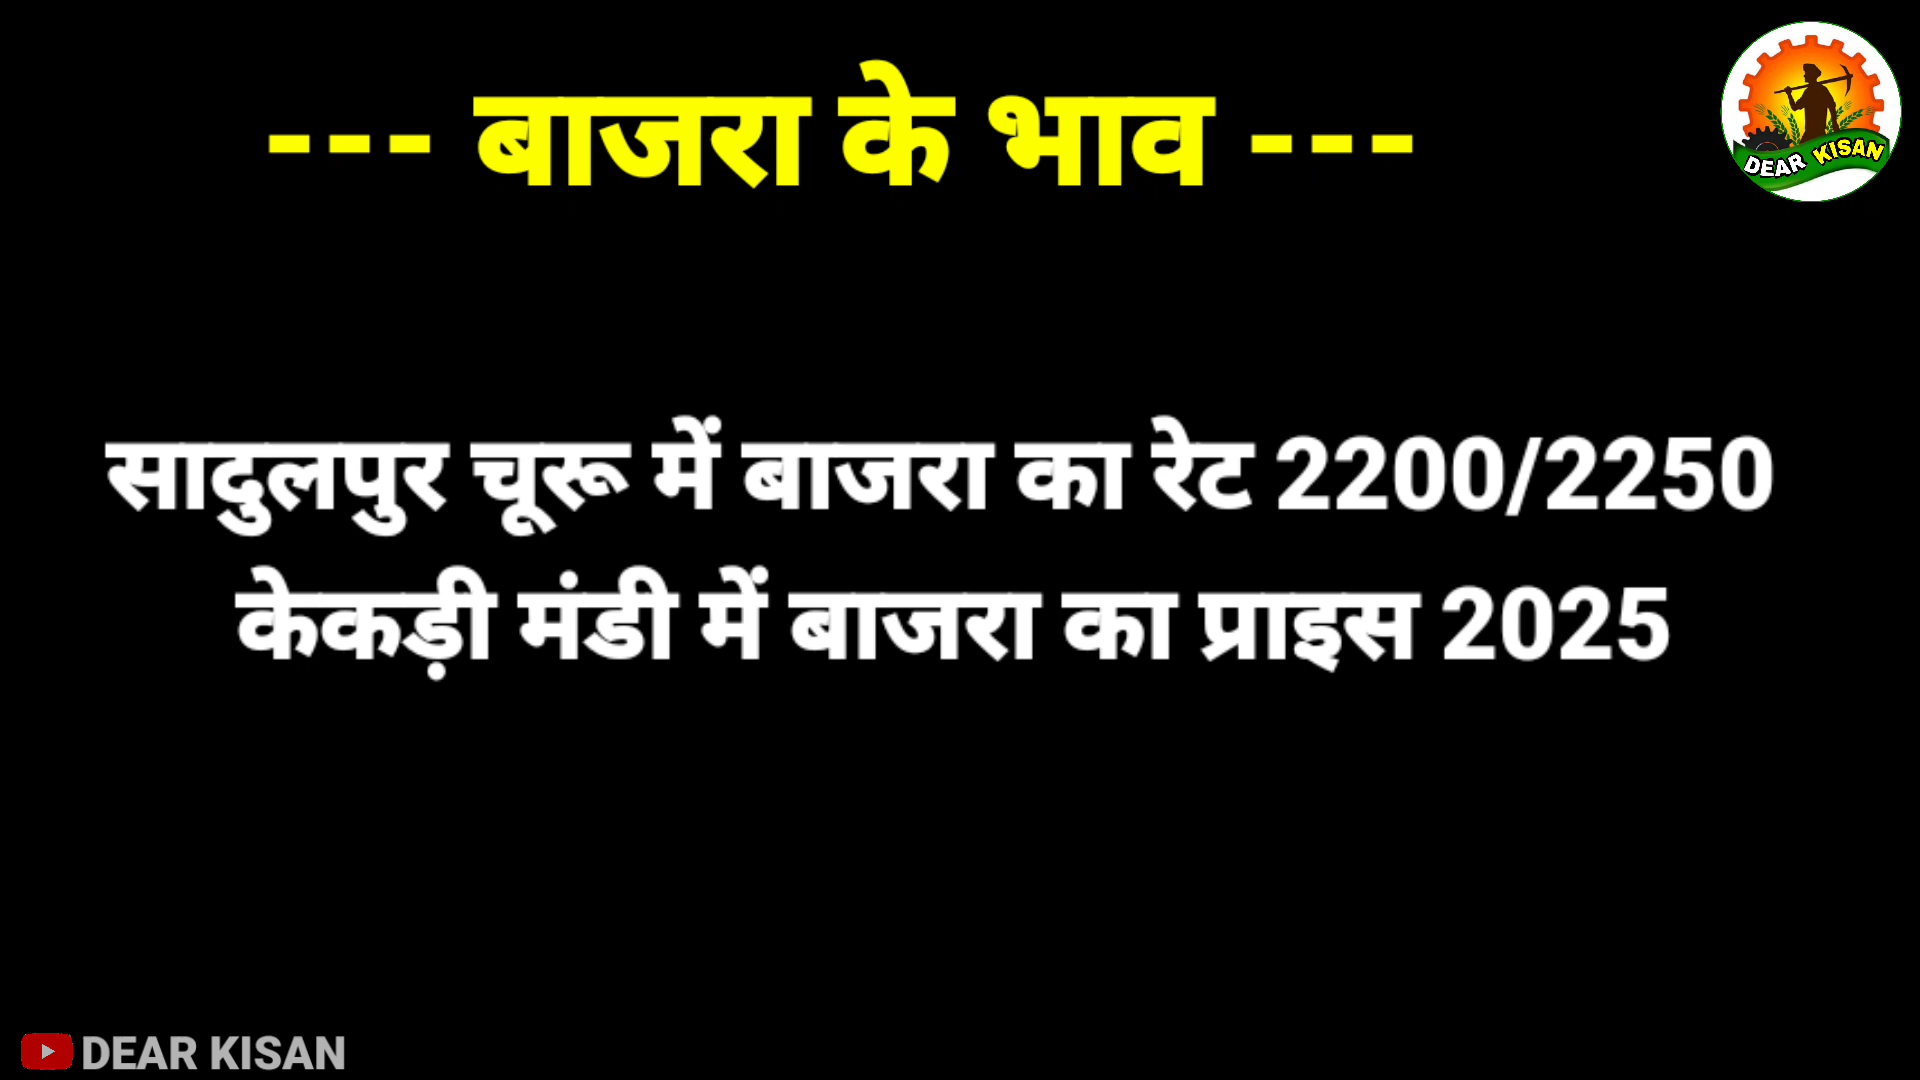 --- बाजरा के भाव ---
DEAR KISAN
सादुलपुर चूरू में बाजरा का रेट 2200/2250
केकड़ी मंडी में बाजरा का प्राइस 2025
DEAR KISAN